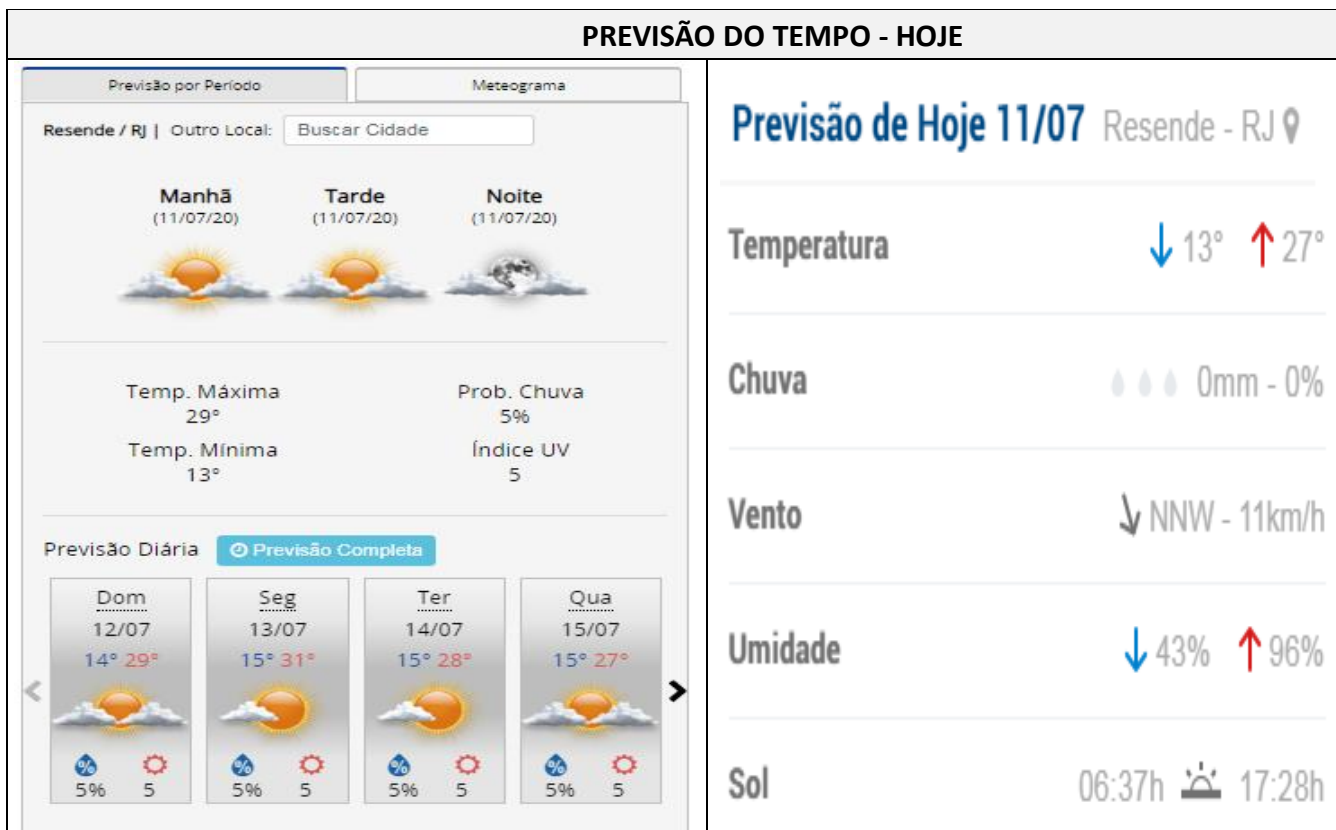 PREVISÃO DO TEMPO - HOJE
Previsão por Período Meteograma
Resende / RJ | Outro Local: Buscar Cidade
Manhã Tarde Noite
(11/07/20) (11/07/20) (11/07/20)
Temp. Máxima Prob. Chuva
29° 5%
Temp. Mínima Índice UV
13° 5
Previsão Diária Previsão Completa
Dom Seg Ter Qua
12/07 13/07 14/07 15/07
14° 29° 15° 31° 15° 28° 15° 27°
% % % %
5% 5 5% 5 5% 5 5% 5
Previsão de Hoje 11/07 Resende - RJ
Temperatura 13° 27°
Chuva 0mm - 0%
Vento NNW - 11km/h
Umidade 43% 96%
Sol 06:37h 17:28h